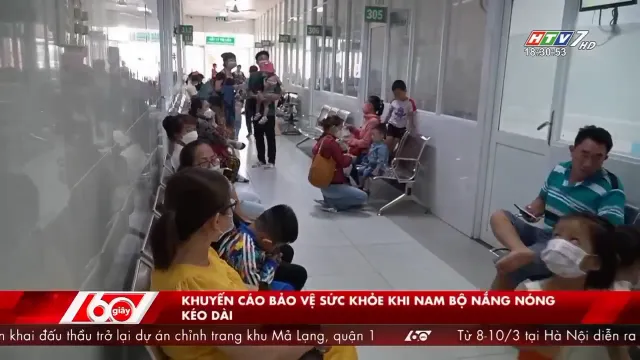 305
HTV7 HD
18:30:53
60 giây
KHUYẾN CÁO BẢO VỆ SỨC KHỎE KHI NAM BỘ NẮNG NÓNG
KÉO DÀI
n khai đấu thầu trở lại dự án chỉnh trang khu Mả Lạng, quận 1 60 Từ 8-10/3 tại Hà Nội diễn ra